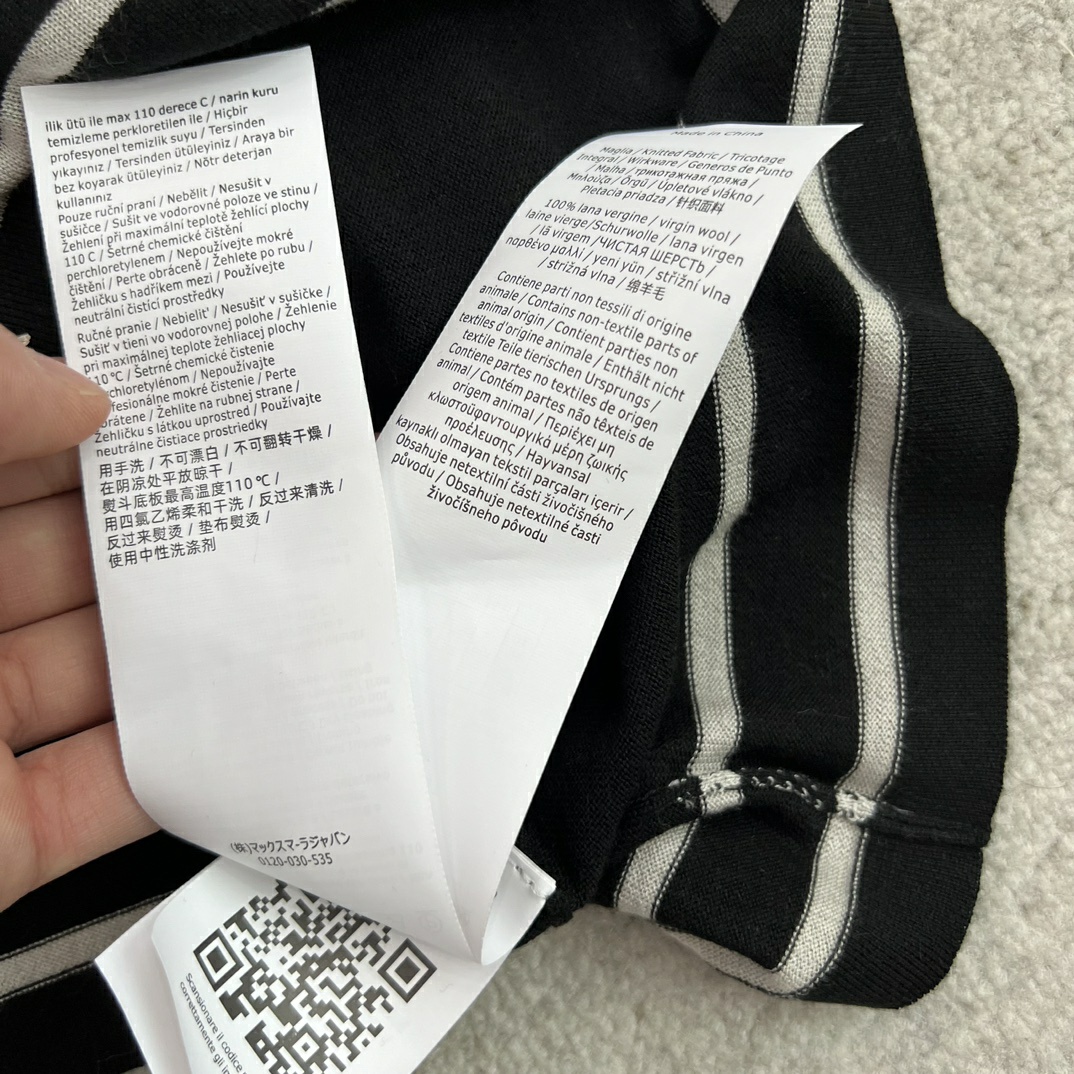 ilik ütü ile max 110 derece C / narin kuru
temizleme perkloretilen ile / Hiçbir
profesyonel temizlik suyu / Tersinden
yıkayınız / Tersinden ütüleyiniz / Araya bir
bez koyarak ütüleyiniz / Nötr deterjan
kullanınız
Pouze ruční praní / Nebělit / Nesušit v
sušičce / Sušit ve vodorovné poloze ve stínu /
Žehlení při maximální teplotě žehlící plochy
110 C / Šetrné chemické čištění
perchloretylenem / Nepoužívejte mokré
čištění / Perte obráceně / Žehlete po rubu /
Žehličku s hadříkem mezi / Použivejte
neutrální čisticí prostředky
Ručné pranie / Nebieliť / Nesušiť v sušičke /
Sušiť v tieni vo vodorovnej polohe / Žehlenie
pri maximálnej teplote žehliacej plochy
10 °C / Šetrné chemické čistenie
chloretylénom / Nepoužívajte
fesionálne mokré čistenie / Perte
brátene / Žehlite na rubnej strane /
Žehličku s látkou uprostred / Používajte
neutrálne čistiace prostriedky
用手洗 / 不可漂白 / 不可翻转干燥 /
在阴凉处平放晾干 /
熨斗底板最高温度110 ℃ /
用四氯乙烯柔和干洗 / 反过来清洗 /
反过来熨烫 / 垫布熨烫 /
使用中性洗涤剂
(株)マックスマーラジャパン
0120-030-535
Made in China
Maglia / Knitted Fabric / Tricotage
Integral / Wirkware / Generos de Punto
/ Malha / трикотажная пряжа /
Μπλούζα / Örgü / Úpletové vlákno /
Pletacia priadza / 针织面料
100% lana vergine / virgin wool /
laine vierge/Schurwolle / lana virgen
/ lã virgem /ЧИСТАЯ ШЕРСТЬ /
παρθένο μαλλί / yeni yün / střižní vlna
/ strižná vlna / 绵羊毛
Contiene parti non tessili di origine
animale / Contains non-textile parts of
animal origin / Contient parties non
textiles d'origine animale / Enthält nicht
textile Teile tierischen Ursprungs /
Contiene partes no textiles de origen
animal / Contém partes não têxteis de
origem animal / Περιέχει μη
κλωστοϋφαντουργικά μέρη ζωικής
προέλευσης / Hayvansal
kaynaklı olmayan tekstil parçaları içerir /
Obsahuje netextilní části živočišného
původu / Obsahuje netextilné časti
živočíšneho pôvodu
Scansionare il codice
correttamente gli